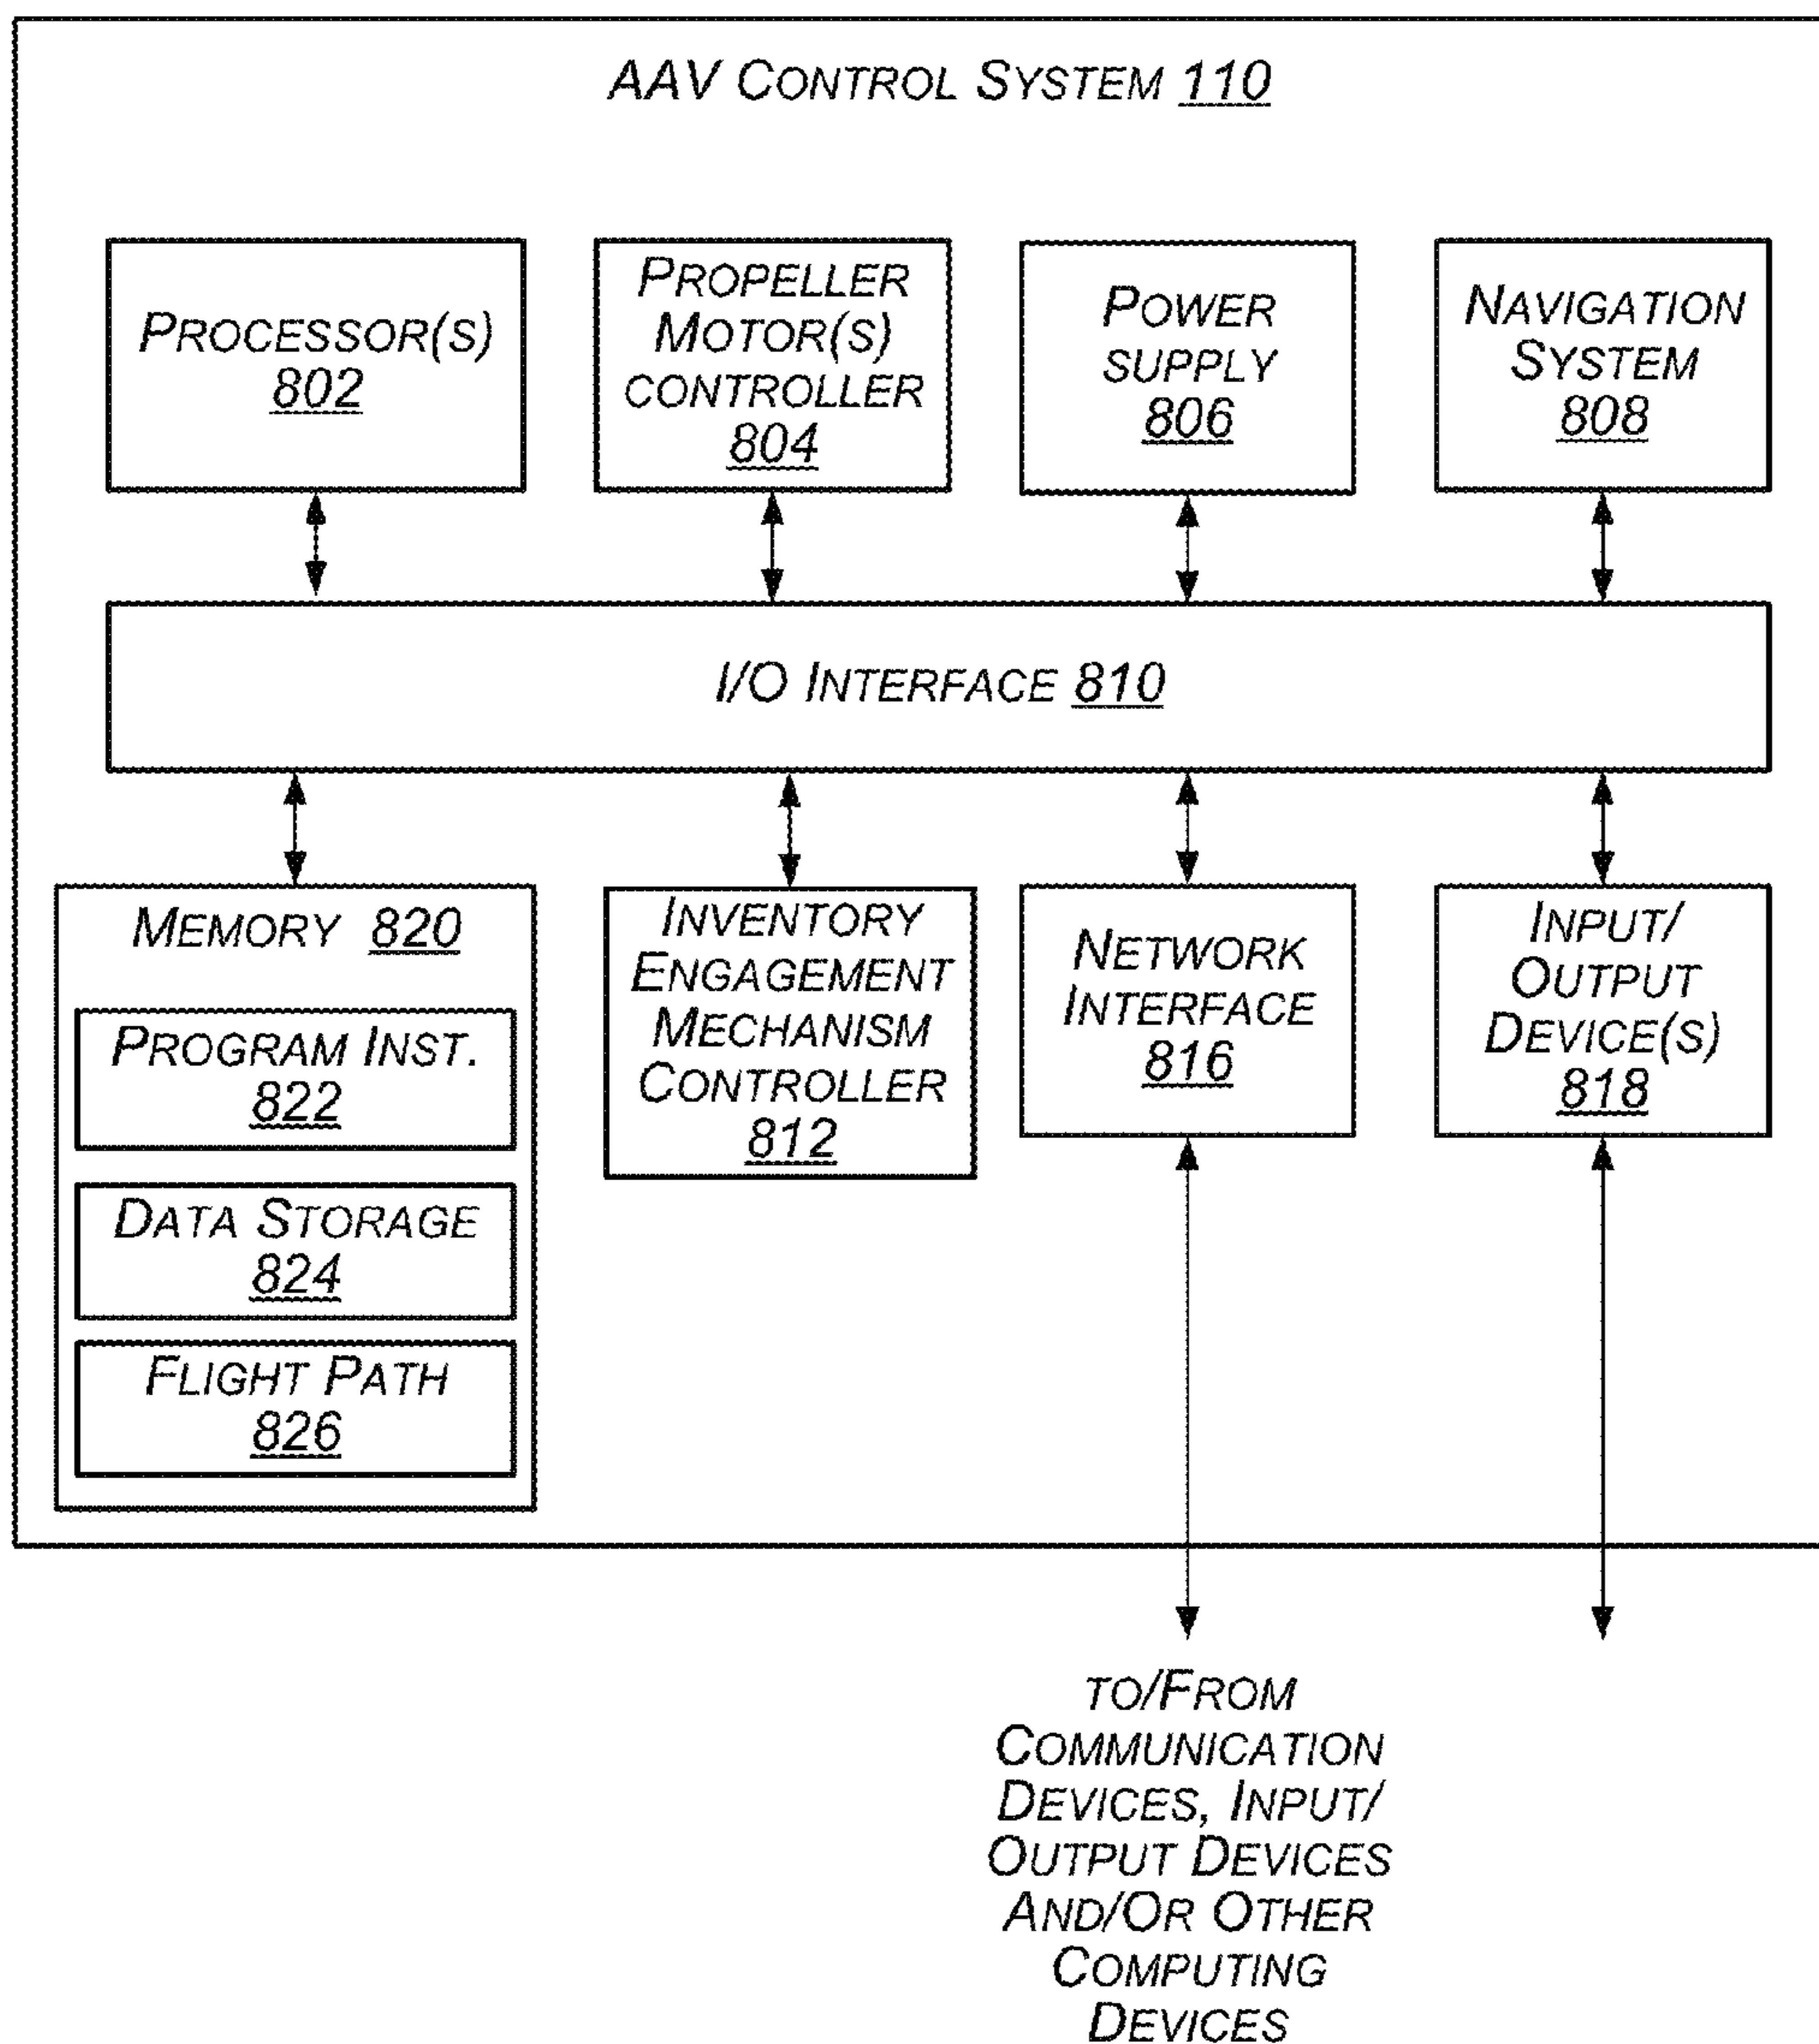 AAV CONTROL SYSTEM 110
PROCESSOR(S)
802
PROPELLER
MOTOR(S)
CONTROLLER
804
POWER
SUPPLY
806
NAVIGATION
SYSTEM
808
I/O INTERFACE 810
MEMORY 820
PROGRAM INST.
822
DATA STORAGE
824
FLIGHT PATH
826
INVENTORY
ENGAGEMENT
MECHANISM
CONTROLLER
812
NETWORK
INTERFACE
816
INPUT/
OUTPUT
DEVICE(S)
818
TO/FROM
COMMUNICATION
DEVICES, INPUT/
OUTPUT DEVICES
AND/OR OTHER
COMPUTING
DEVICES